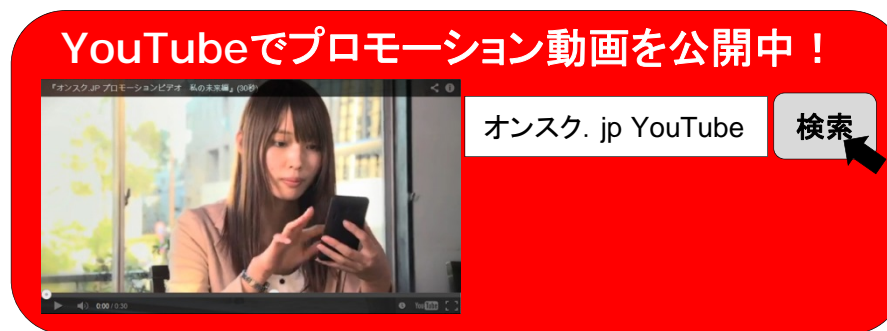 YouTubeでプロモーション動画を公開中！
『オンスク.JP プロモーションビデオ 私の未来編』(30秒)
オンスク. jp YouTube
検索
0:00 / 0:30
YouTube